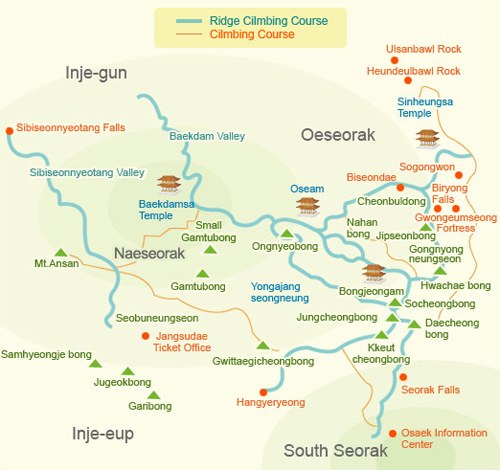 Ridge Cilmbing Course
Cilmbing Course
Ulsanbawl Rock
Heundeulbawl Rock
Inje-gun
Sinheungsa
Temple
Sibiseonnyeotang Falls
Baekdam Valley
Oeseorak
Sogongwon
Sibiseonnyeotang Valley
Biseondae
Biryong
Falls
Oseam
Cheonbuldong
Baekdamsa
Temple
Gwongeumseong
Fortress
Small
Gamtubong
Nahan
bong
Jipseonbong
Naeseorak
Ongnyeobong
Gongnyong
neungseon
Mt.Ansan
Gamtubong
Yongajang
seongneung
Bongjeongam
Hwachae bong
Socheongbong
Seobuneungseon
Jungcheongbong
Daecheong
bong
Jangsudae
Ticket Office
Samhyeongje bong
Gwittaegicheongbong
Kkeut
cheongbong
Jugeokbong
Seorak Falls
Garibong
Hangyeryeong
Inje-eup
Osaek Information
Center
South Seorak